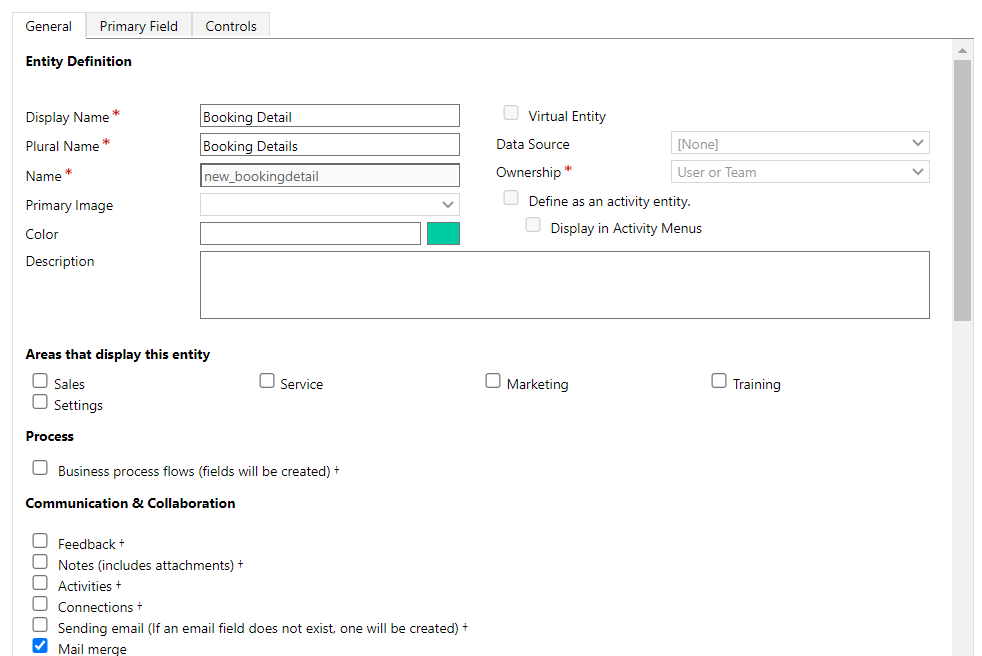 General Primary Field Controls
Entity Definition
Display Name * Booking Detail
Virtual Entity
Plural Name * Booking Details
Data Source [None]
Name * new_bookingdetail
Ownership * User or Team
Primary Image
Define as an activity entity.
Color
Display in Activity Menus
Description
Areas that display this entity
Sales Service Marketing Training
Settings
Process
Business process flows (fields will be created) †
Communication & Collaboration
Feedback †
Notes (includes attachments) †
Activities †
Connections †
Sending email (If an email field does not exist, one will be created) †
Mail merge